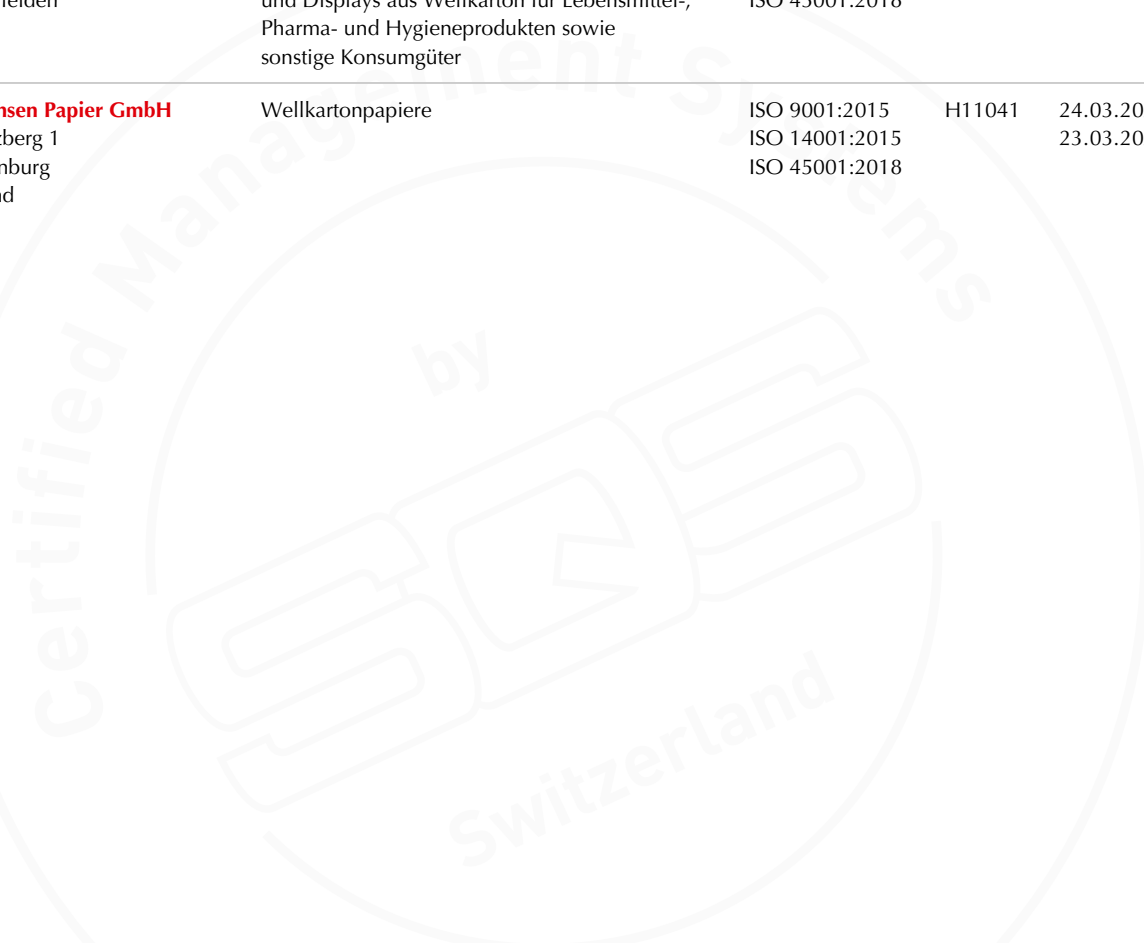 und Displays aus Wellkarton für Lebensmittel-, ISO 45001:2018
Pharma- und Hygieneprodukten sowie
sonstige Konsumgüter
nsen Papier GmbH Wellkartonpapiere ISO 9001:2015 H11041 24.03.20
zberg 1 ISO 14001:2015 23.03.20
nburg ISO 45001:2018
nd
Certified Management Systems
by
SQS
Switzerland